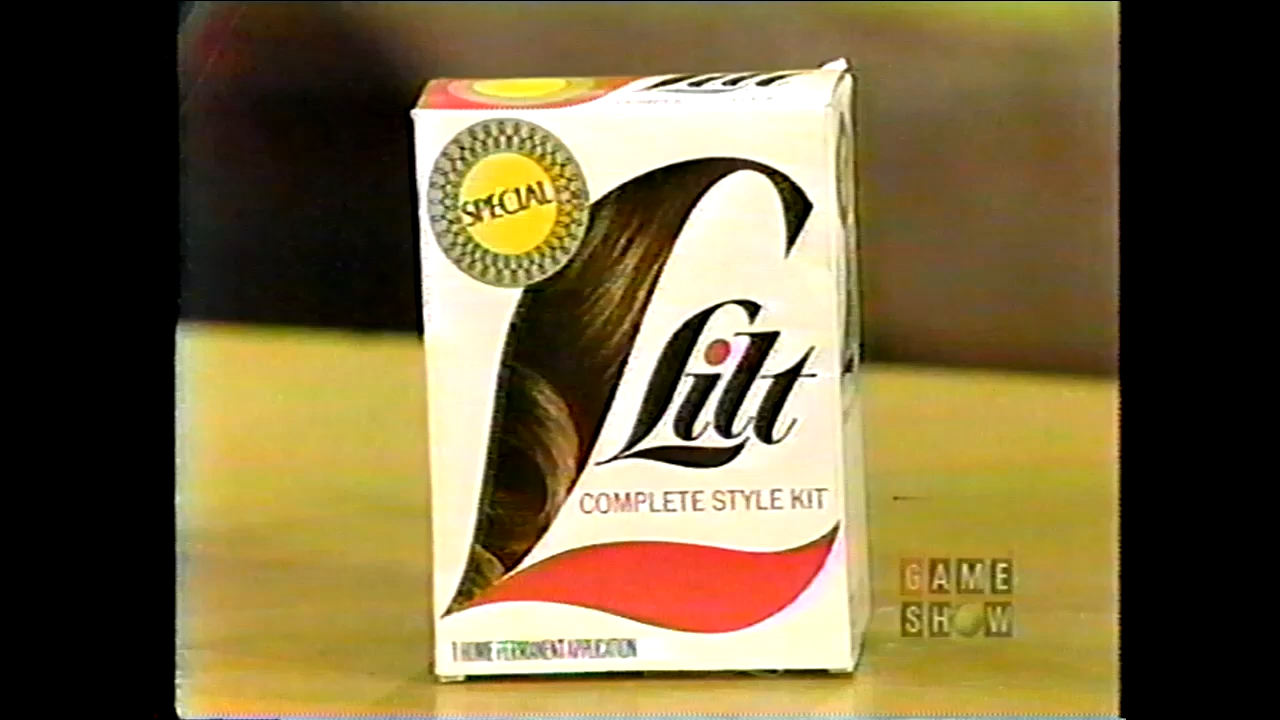 SPECIAL
Lilt
COMPLETE STYLE KIT
1 HOME PERMANENT APPLICATION
GAME
SHOW